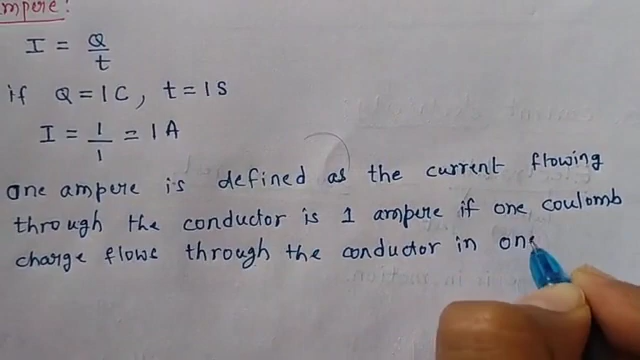 Ampere:
I = Q/t
if Q = 1C, t = 1S
I = 1/1 = 1A
One ampere is defined as the current flowing
through the conductor is 1 ampere if one coulomb
charge flows through the conductor in one